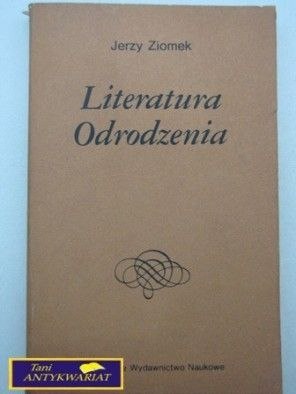 Jerzy Ziomek
Literatura
Odrodzenia
Wydawnictwo Naukowe
Tani
ANTYKWARIAT